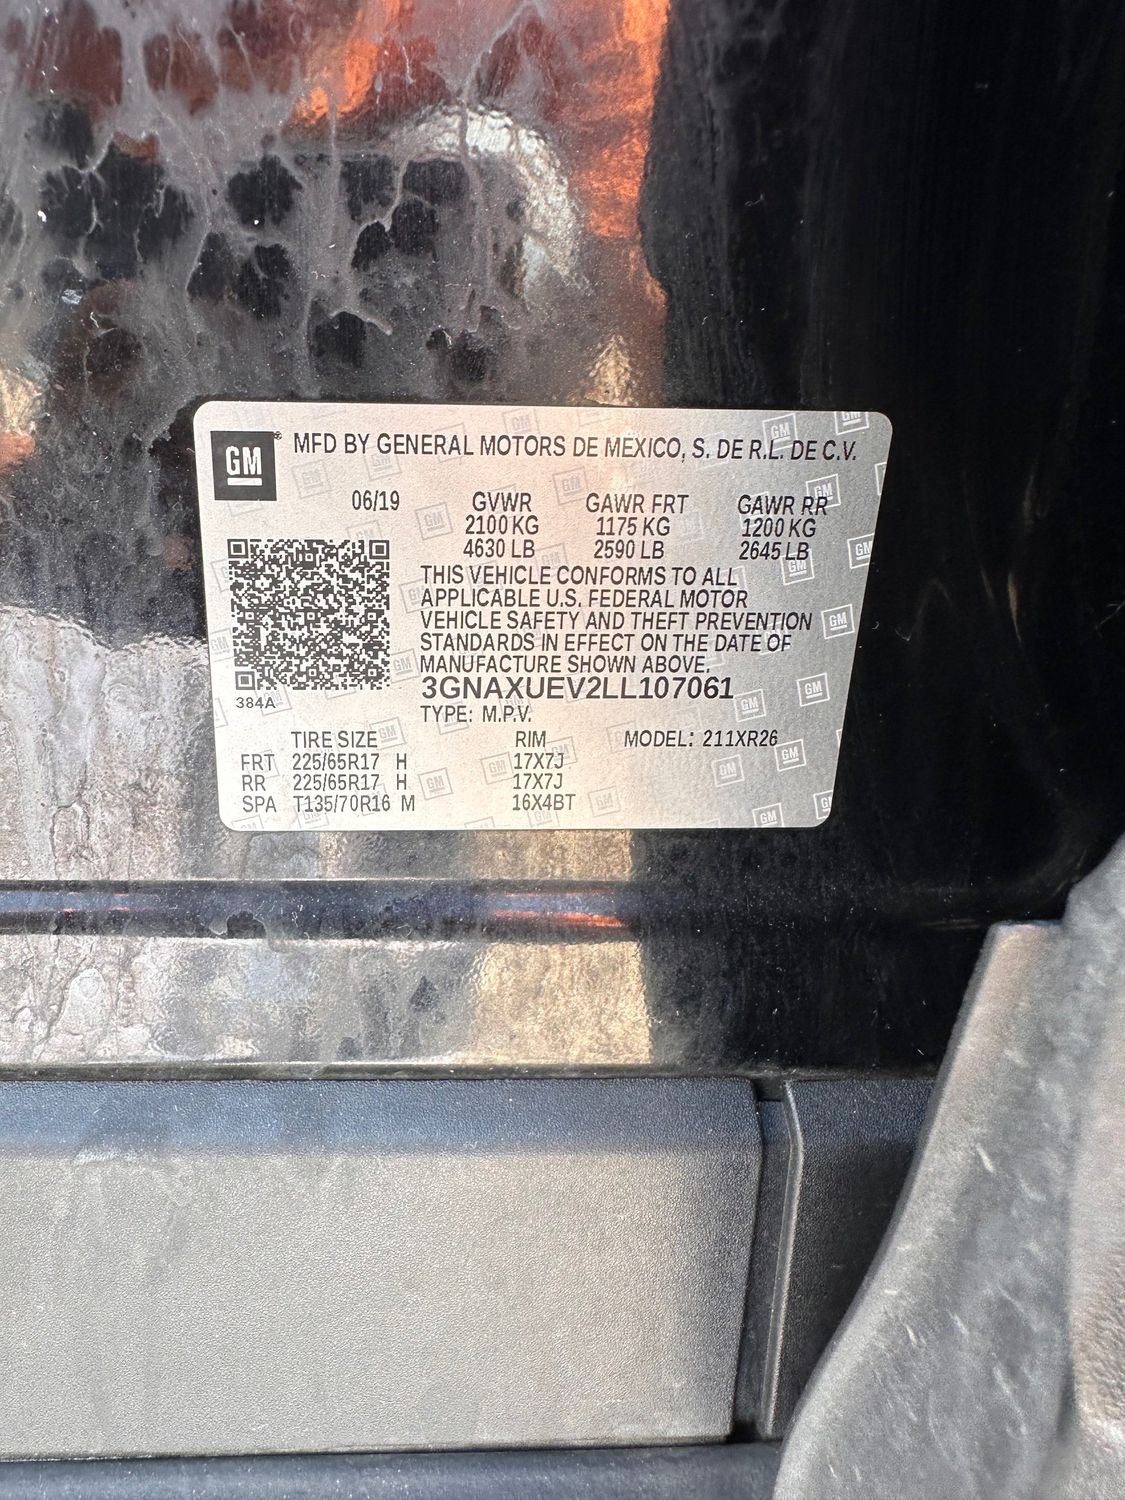 GM ® MFD BY GENERAL MOTORS DE MEXICO, S. DE R.L. DE C.V.
06/19 GVWR GAWR FRT GAWR RR
2100 KG 1175 KG 1200 KG
4630 LB 2590 LB 2645 LB
THIS VEHICLE CONFORMS TO ALL
APPLICABLE U.S. FEDERAL MOTOR
VEHICLE SAFETY AND THEFT PREVENTION
STANDARDS IN EFFECT ON THE DATE OF
MANUFACTURE SHOWN ABOVE.
3GNAXUEV2LL107061
384A
TYPE: M.P.V.
TIRE SIZE RIM MODEL: 211XR26
FRT 225/65R17 H 17X7J
RR 225/65R17 H 17X7J
SPA T135/70R16 M 16X4BT